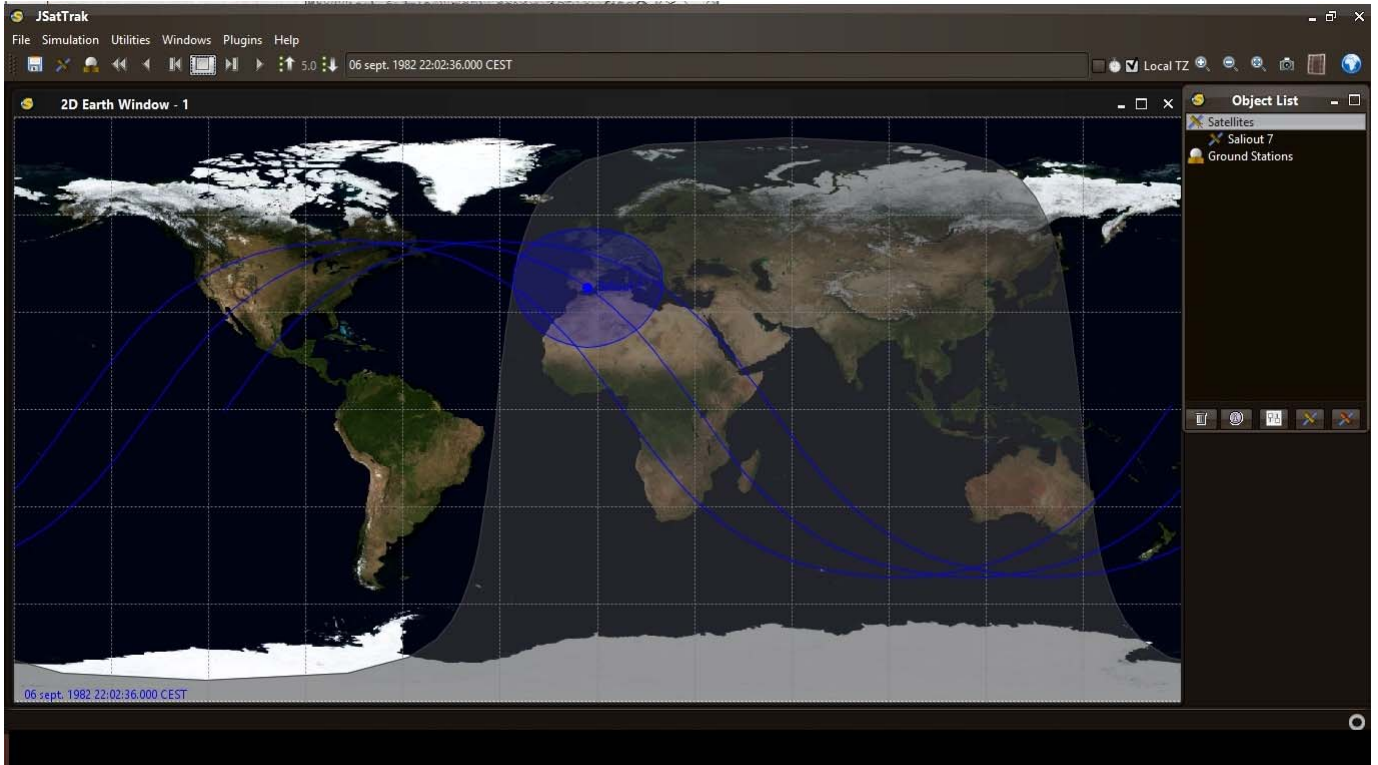 JSatTrak
File Simulation Utilities Windows Plugins Help
5.0 06 sept. 1982 22:02:36.000 CEST Local TZ
2D Earth Window - 1
Object List
Satellites
Saliout 7
Ground Stations
06 sept. 1982 22:02:36.000 CEST